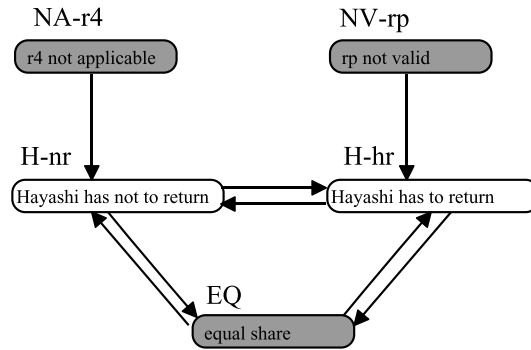 NA-r4
NV-rp
r4 not applicable
rp not valid
H-nr
H-hr
Hayashi has not to return
Hayashi has to return
EQ
equal share